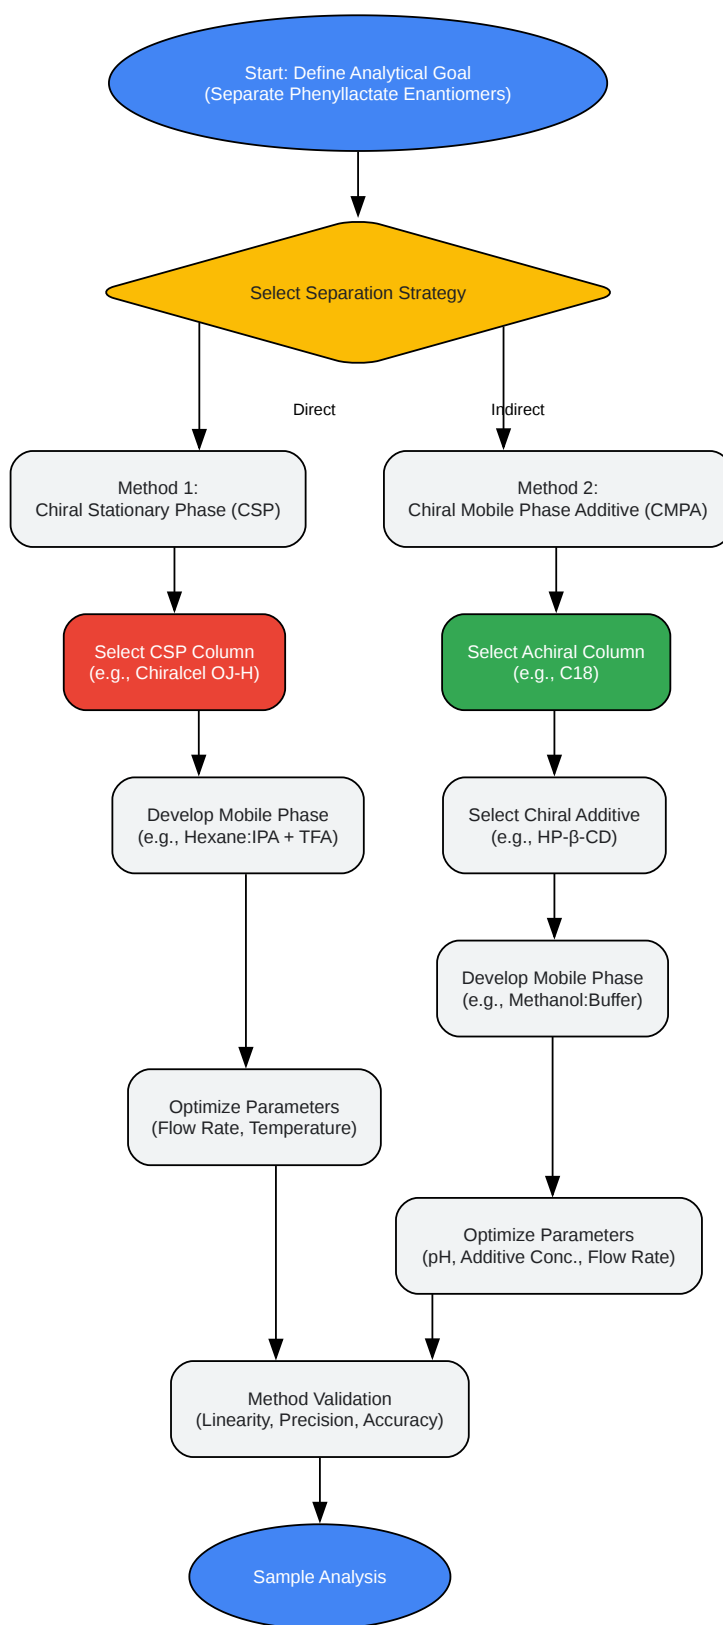 Start: Define Analytical Goal
(Separate Phenyllactate Enantiomers)
Select Separation Strategy
Direct
Indirect
Method 1:
Chiral Stationary Phase (CSP)
Method 2:
Chiral Mobile Phase Additive (CMPA)
Select CSP Column
(e.g., Chiralcel OJ-H)
Select Achiral Column
(e.g., C18)
Develop Mobile Phase
(e.g., Hexane:IPA + TFA)
Select Chiral Additive
(e.g., HP-β-CD)
Develop Mobile Phase
(e.g., Methanol:Buffer)
Optimize Parameters
(Flow Rate, Temperature)
Optimize Parameters
(pH, Additive Conc., Flow Rate)
Method Validation
(Linearity, Precision, Accuracy)
Sample Analysis